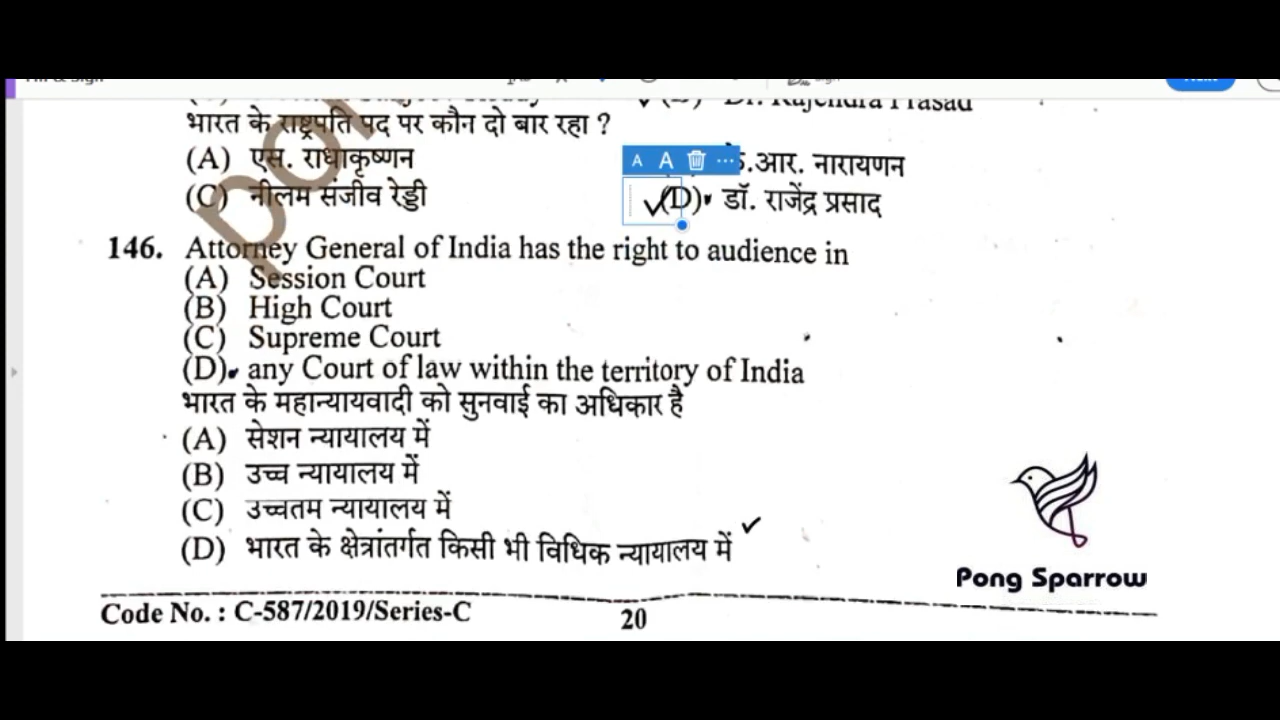 Dr. Rajendra Prasad
भारत के राष्ट्रपति पद पर कौन दो बार रहा ?
(A) एस. राधाकृष्णन के.आर. नारायणन
(C) नीलम संजीव रेड्डी (D) डॉ. राजेंद्र प्रसाद
146. Attorney General of India has the right to audience in
(A) Session Court
(B) High Court
(C) Supreme Court
(D) any Court of law within the territory of India
भारत के महान्यायवादी को सुनवाई का अधिकार है
(A) सेशन न्यायालय में
(B) उच्च न्यायालय में
(C) उच्चतम न्यायालय में
(D) भारत के क्षेत्रांतर्गत किसी भी विधिक न्यायालय में
Pong Sparrow
Code No. : C-587/2019/Series-C 20